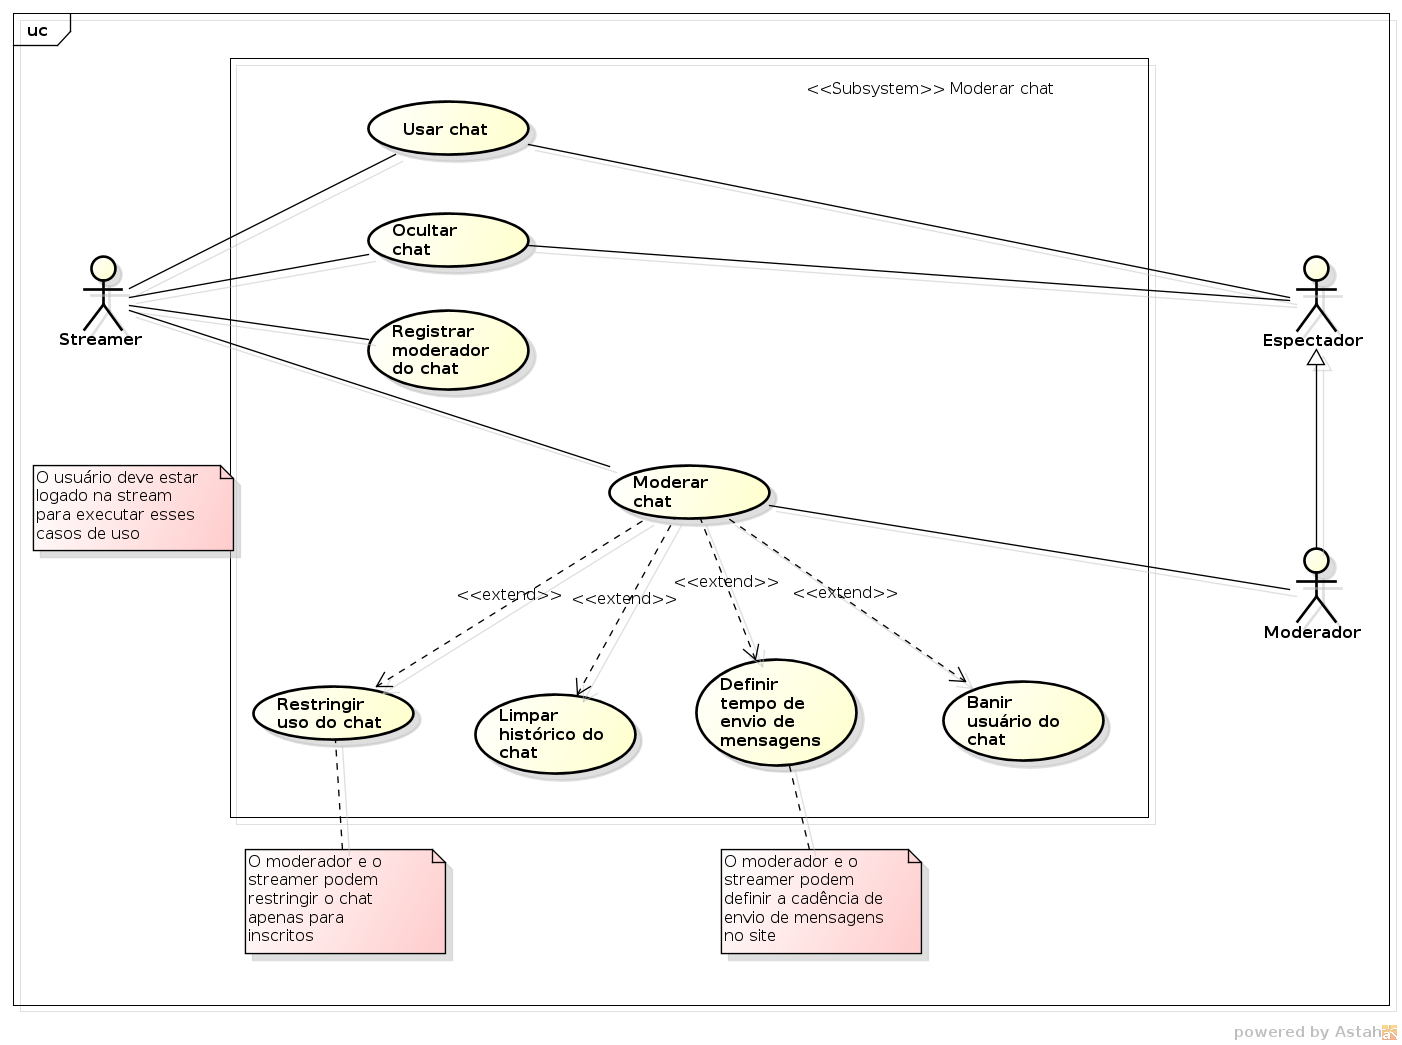 uc
<<Subsystem>> Moderar chat
Usar chat
Ocultar
chat
Registrar
moderador
do chat
Streamer
Espectador
O usuário deve estar
logado na stream
para executar esses
casos de uso
Moderar
chat
Moderador
<<extend>>
<<extend>>
<<extend>>
<<extend>>
Restringir
uso do chat
Limpar
histórico do
chat
Definir
tempo de
envio de
mensagens
Banir
usuário do
chat
O moderador e o
streamer podem
restringir o chat
apenas para
inscritos
O moderador e o
streamer podem
definir a cadência de
envio de mensagens
no site
powered by Astah